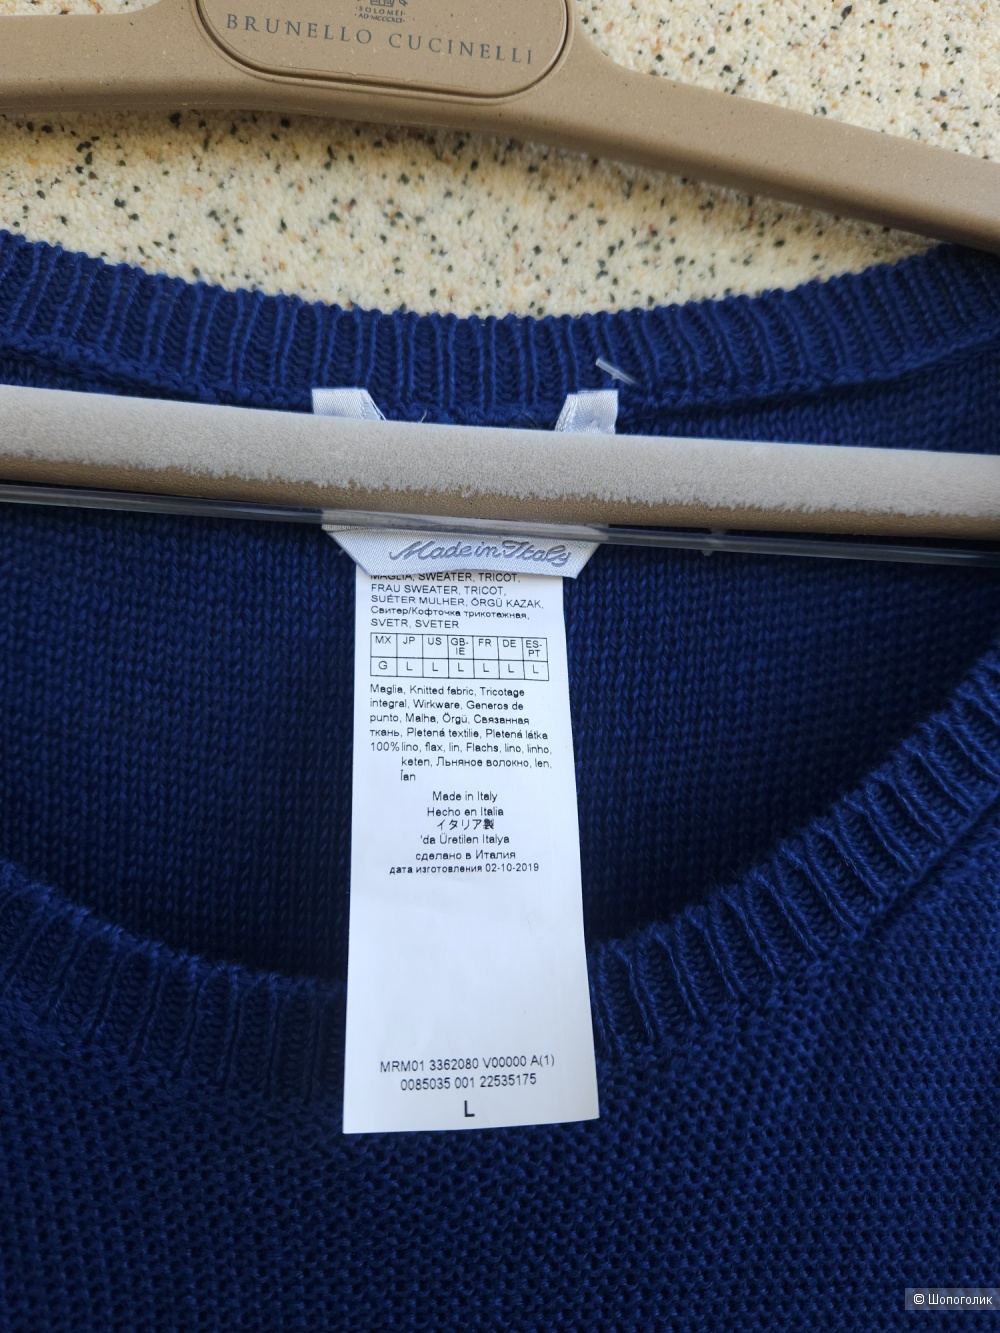 SOLOMEI
BRUNELLO CUCINELLI
Made in Italy
MAGLIA, SWEATER, TRICOT,
FRAU SWEATER, TRICOT,
SUÉTER MULHER, ÖRGÜ KAZAK,
Свитер/Кофточка трикотажная,
SVETR, SVETER
MX JP US GB-IE FR DE ES-PT
G L L L L L L
Maglia, Knitted fabric, Tricotage
integral, Wirkware, Generos de
punto, Malha, Örgü, Связанная
ткань, Pletená textilie, Pletená látka
100% lino, flax, lin, Flachs, lino, linho,
keten, Льняное волокно, len,
ľan
Made in Italy
Hecho en Italia
イタリア製
'da Üretilen Italya
сделано в Италия
дата изготовления 02-10-2019
MRM01 3362080 V00000 A(1)
0085035 001 22535175
L
© Шопоголик